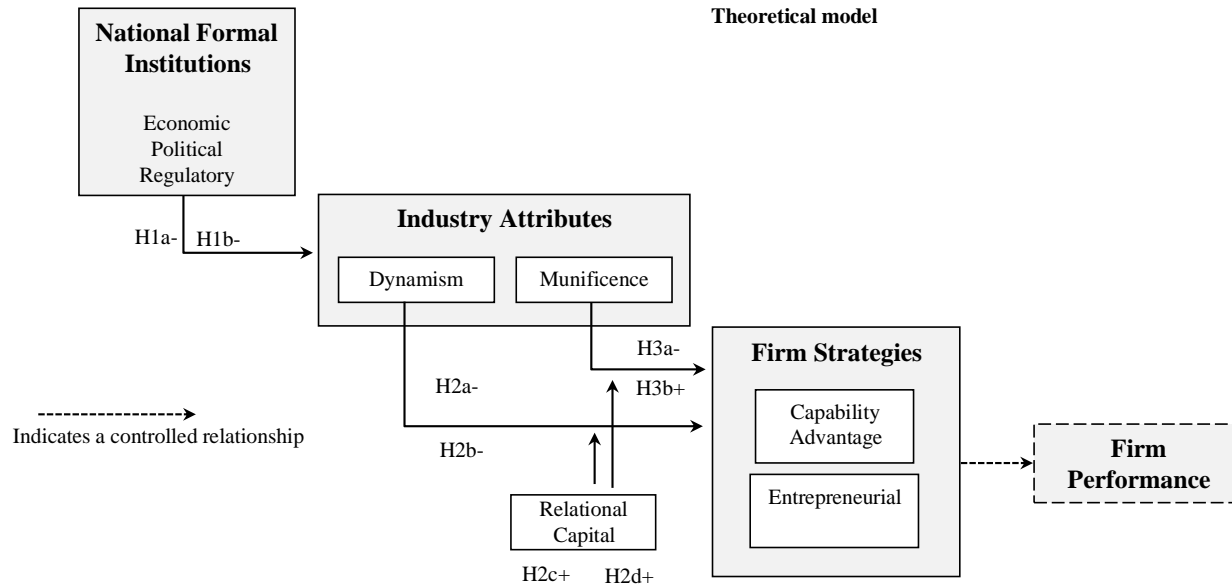 Theoretical model
National Formal
Institutions
Economic
Political
Regulatory
H1a-
H1b-
Industry Attributes
Dynamism
Munificence
H3a-
H3b+
H2a-
H2b-
Firm Strategies
Capability
Advantage
Entrepreneurial
Indicates a controlled relationship
Relational
Capital
H2c+
H2d+
Firm
Performance